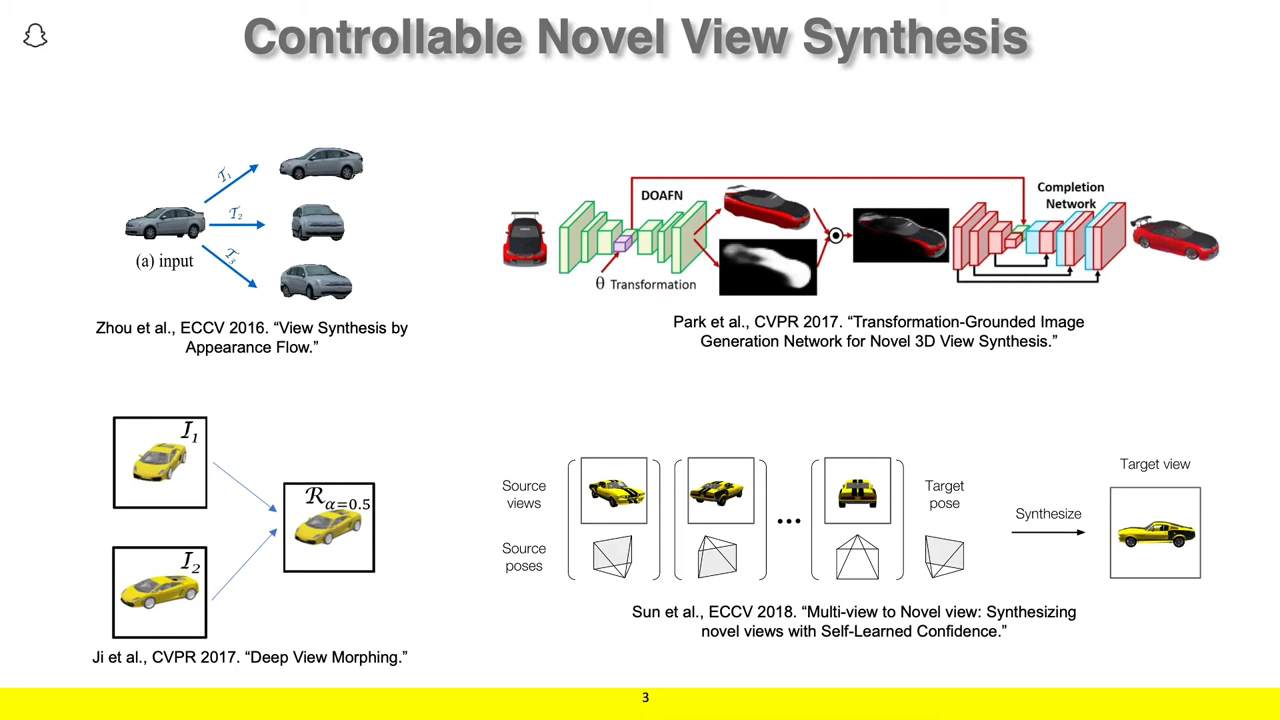 Controllable Novel View Synthesis
𝒯1
𝒯2
𝒯3
(a) input
Zhou et al., ECCV 2016. “View Synthesis by
Appearance Flow.”
DOAFN
Completion
Network
θ Transformation
Park et al., CVPR 2017. “Transformation-Grounded Image
Generation Network for Novel 3D View Synthesis.”
I1
I2
ℛα=0.5
Ji et al., CVPR 2017. “Deep View Morphing.”
Source
views
Source
poses
...
Target
pose
Synthesize
Target view
Sun et al., ECCV 2018. “Multi-view to Novel view: Synthesizing
novel views with Self-Learned Confidence.”
3